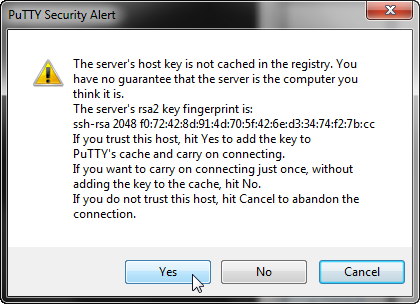 PuTTY Security Alert
The server's host key is not cached in the registry. You
have no guarantee that the server is the computer you
think it is.
The server's rsa2 key fingerprint is:
ssh-rsa 2048 f0:72:42:8d:91:4d:70:5f:42:6e:d3:34:74:f2:7b:cc
If you trust this host, hit Yes to add the key to
PuTTY's cache and carry on connecting.
If you want to carry on connecting just once, without
adding the key to the cache, hit No.
If you do not trust this host, hit Cancel to abandon the
connection.
Yes No Cancel